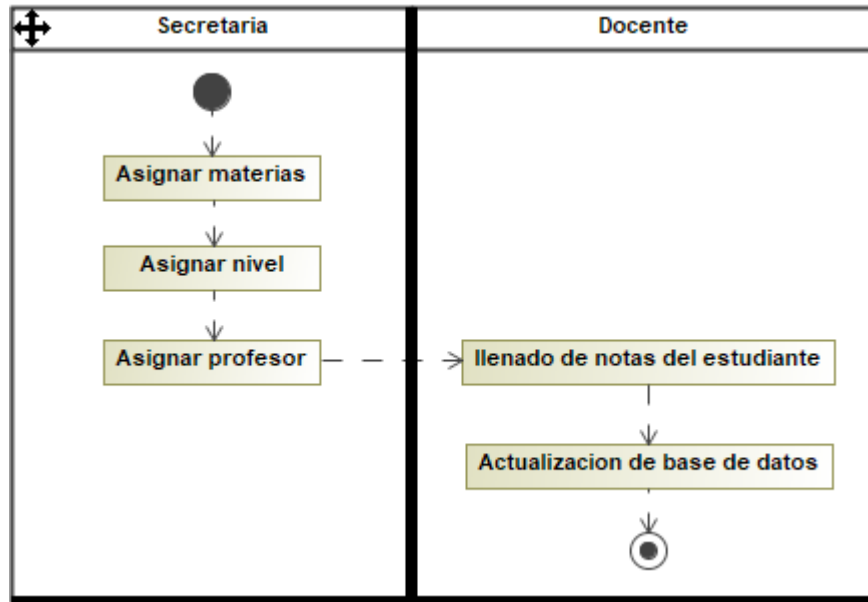 Secretaria
Docente
Asignar materias
Asignar nivel
Asignar profesor
llenado de notas del estudiante
Actualizacion de base de datos